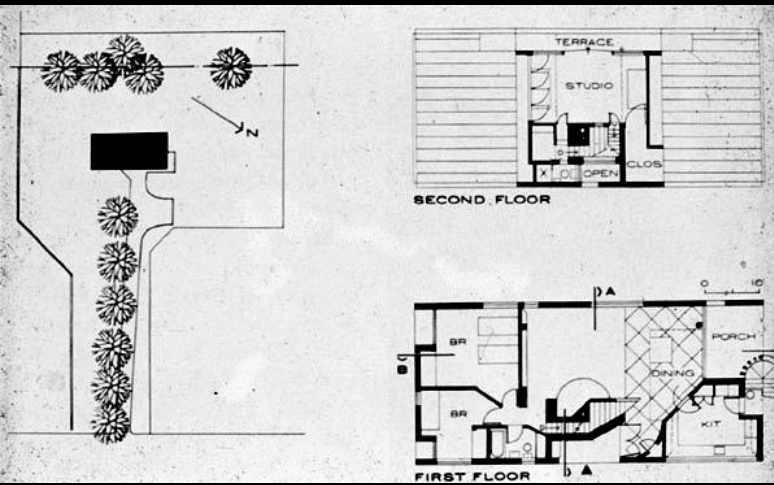 N
TERRACE
STUDIO
CLOS
X
OPEN
SECOND FLOOR
0 10
A
BR
PORCH
B
DINING
BR
KIT
A
FIRST FLOOR